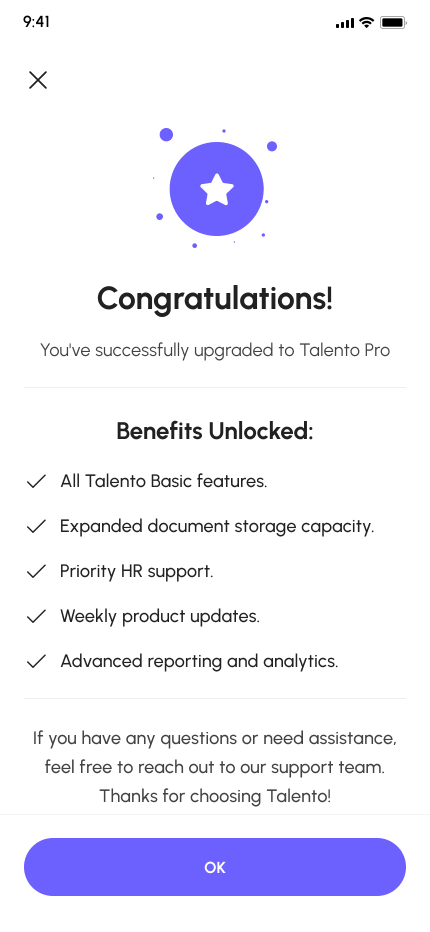 9:41
Congratulations!
You've successfully upgraded to Talento Pro
Benefits Unlocked:
All Talento Basic features.
Expanded document storage capacity.
Priority HR support.
Weekly product updates.
Advanced reporting and analytics.
If you have any questions or need assistance,
feel free to reach out to our support team.
Thanks for choosing Talento!
OK